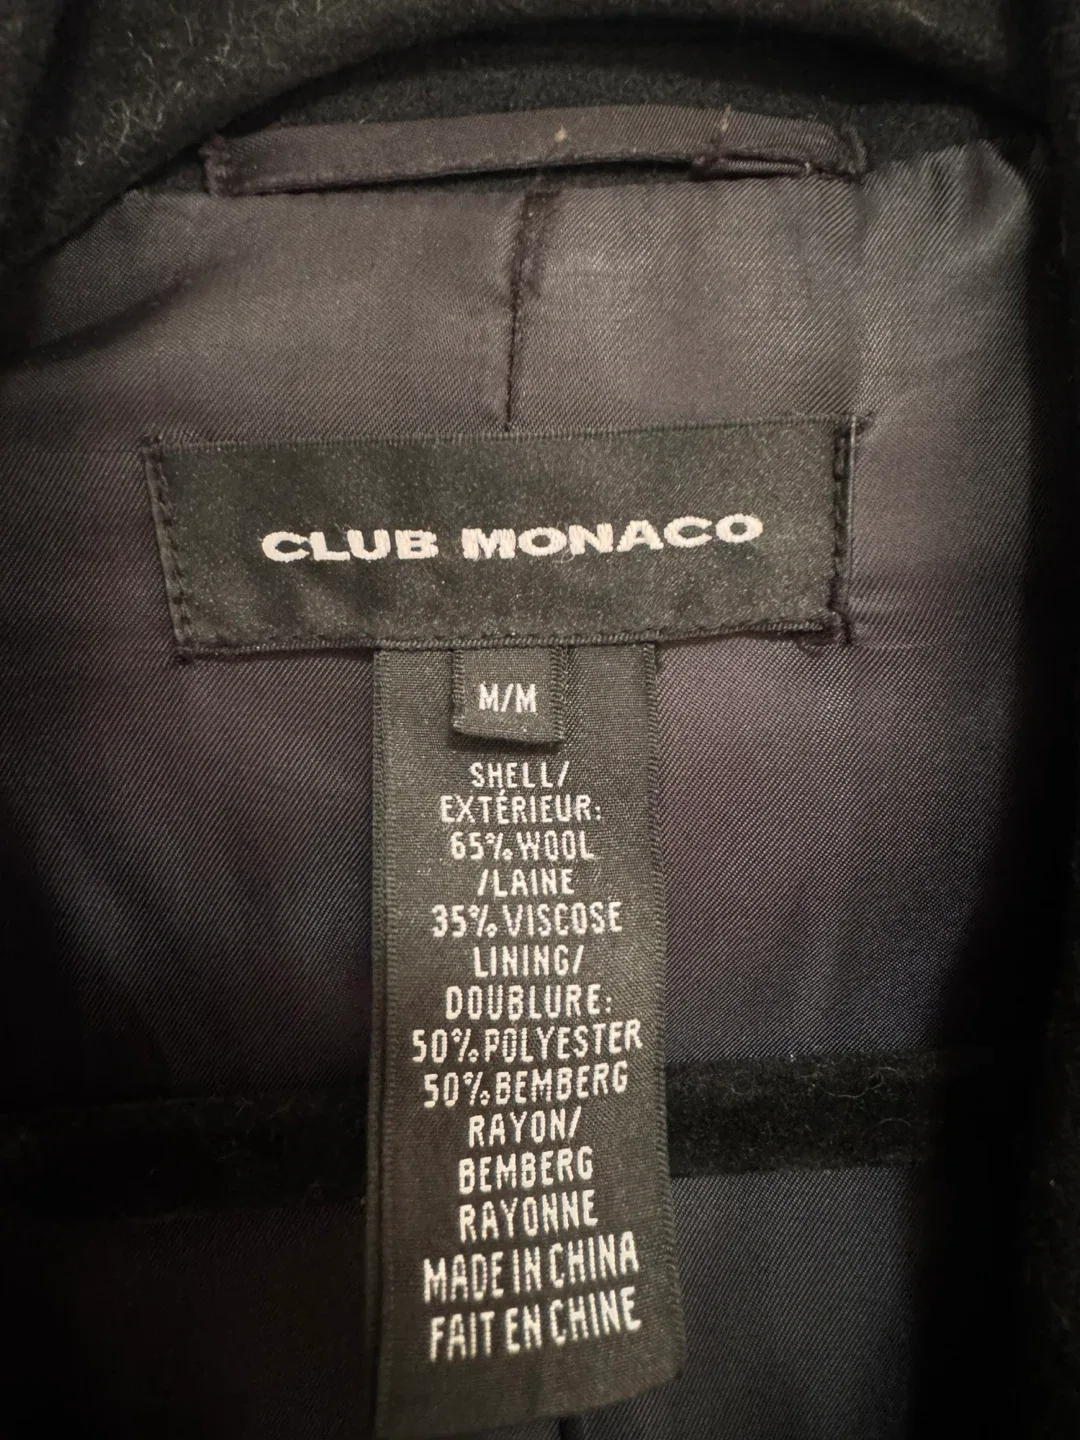 CLUB MONACO
M/M
SHELL/
EXTÉRIEUR:
65% WOOL
/LAINE
35% VISCOSE
LINING/
DOUBLURE:
50% POLYESTER
50% BEMBERG
RAYON/
BEMBERG
RAYONNE
MADE IN CHINA
FAIT EN CHINE